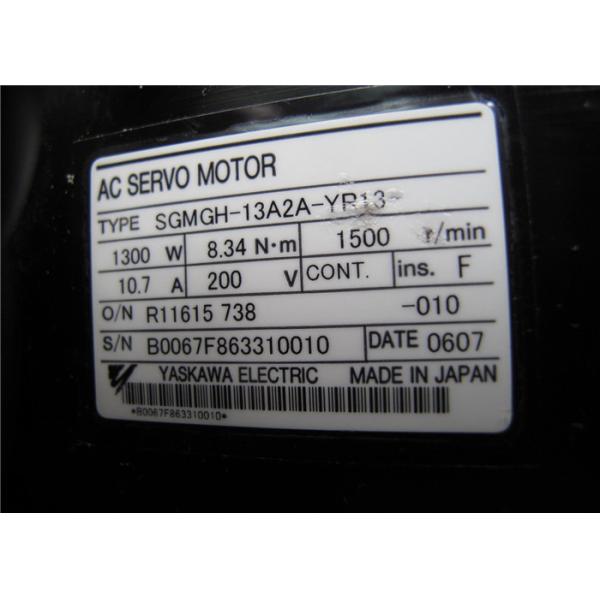 AC SERVO MOTOR
TYPE SGMGH-13A2A-YR13
1300 W 8.34 N·m 1500 r/min
10.7 A 200 V CONT. ins. F
O/N R11615 738 -010
S/N B0067F863310010 DATE 0607
YASKAWA ELECTRIC MADE IN JAPAN
*B0067F863310010*